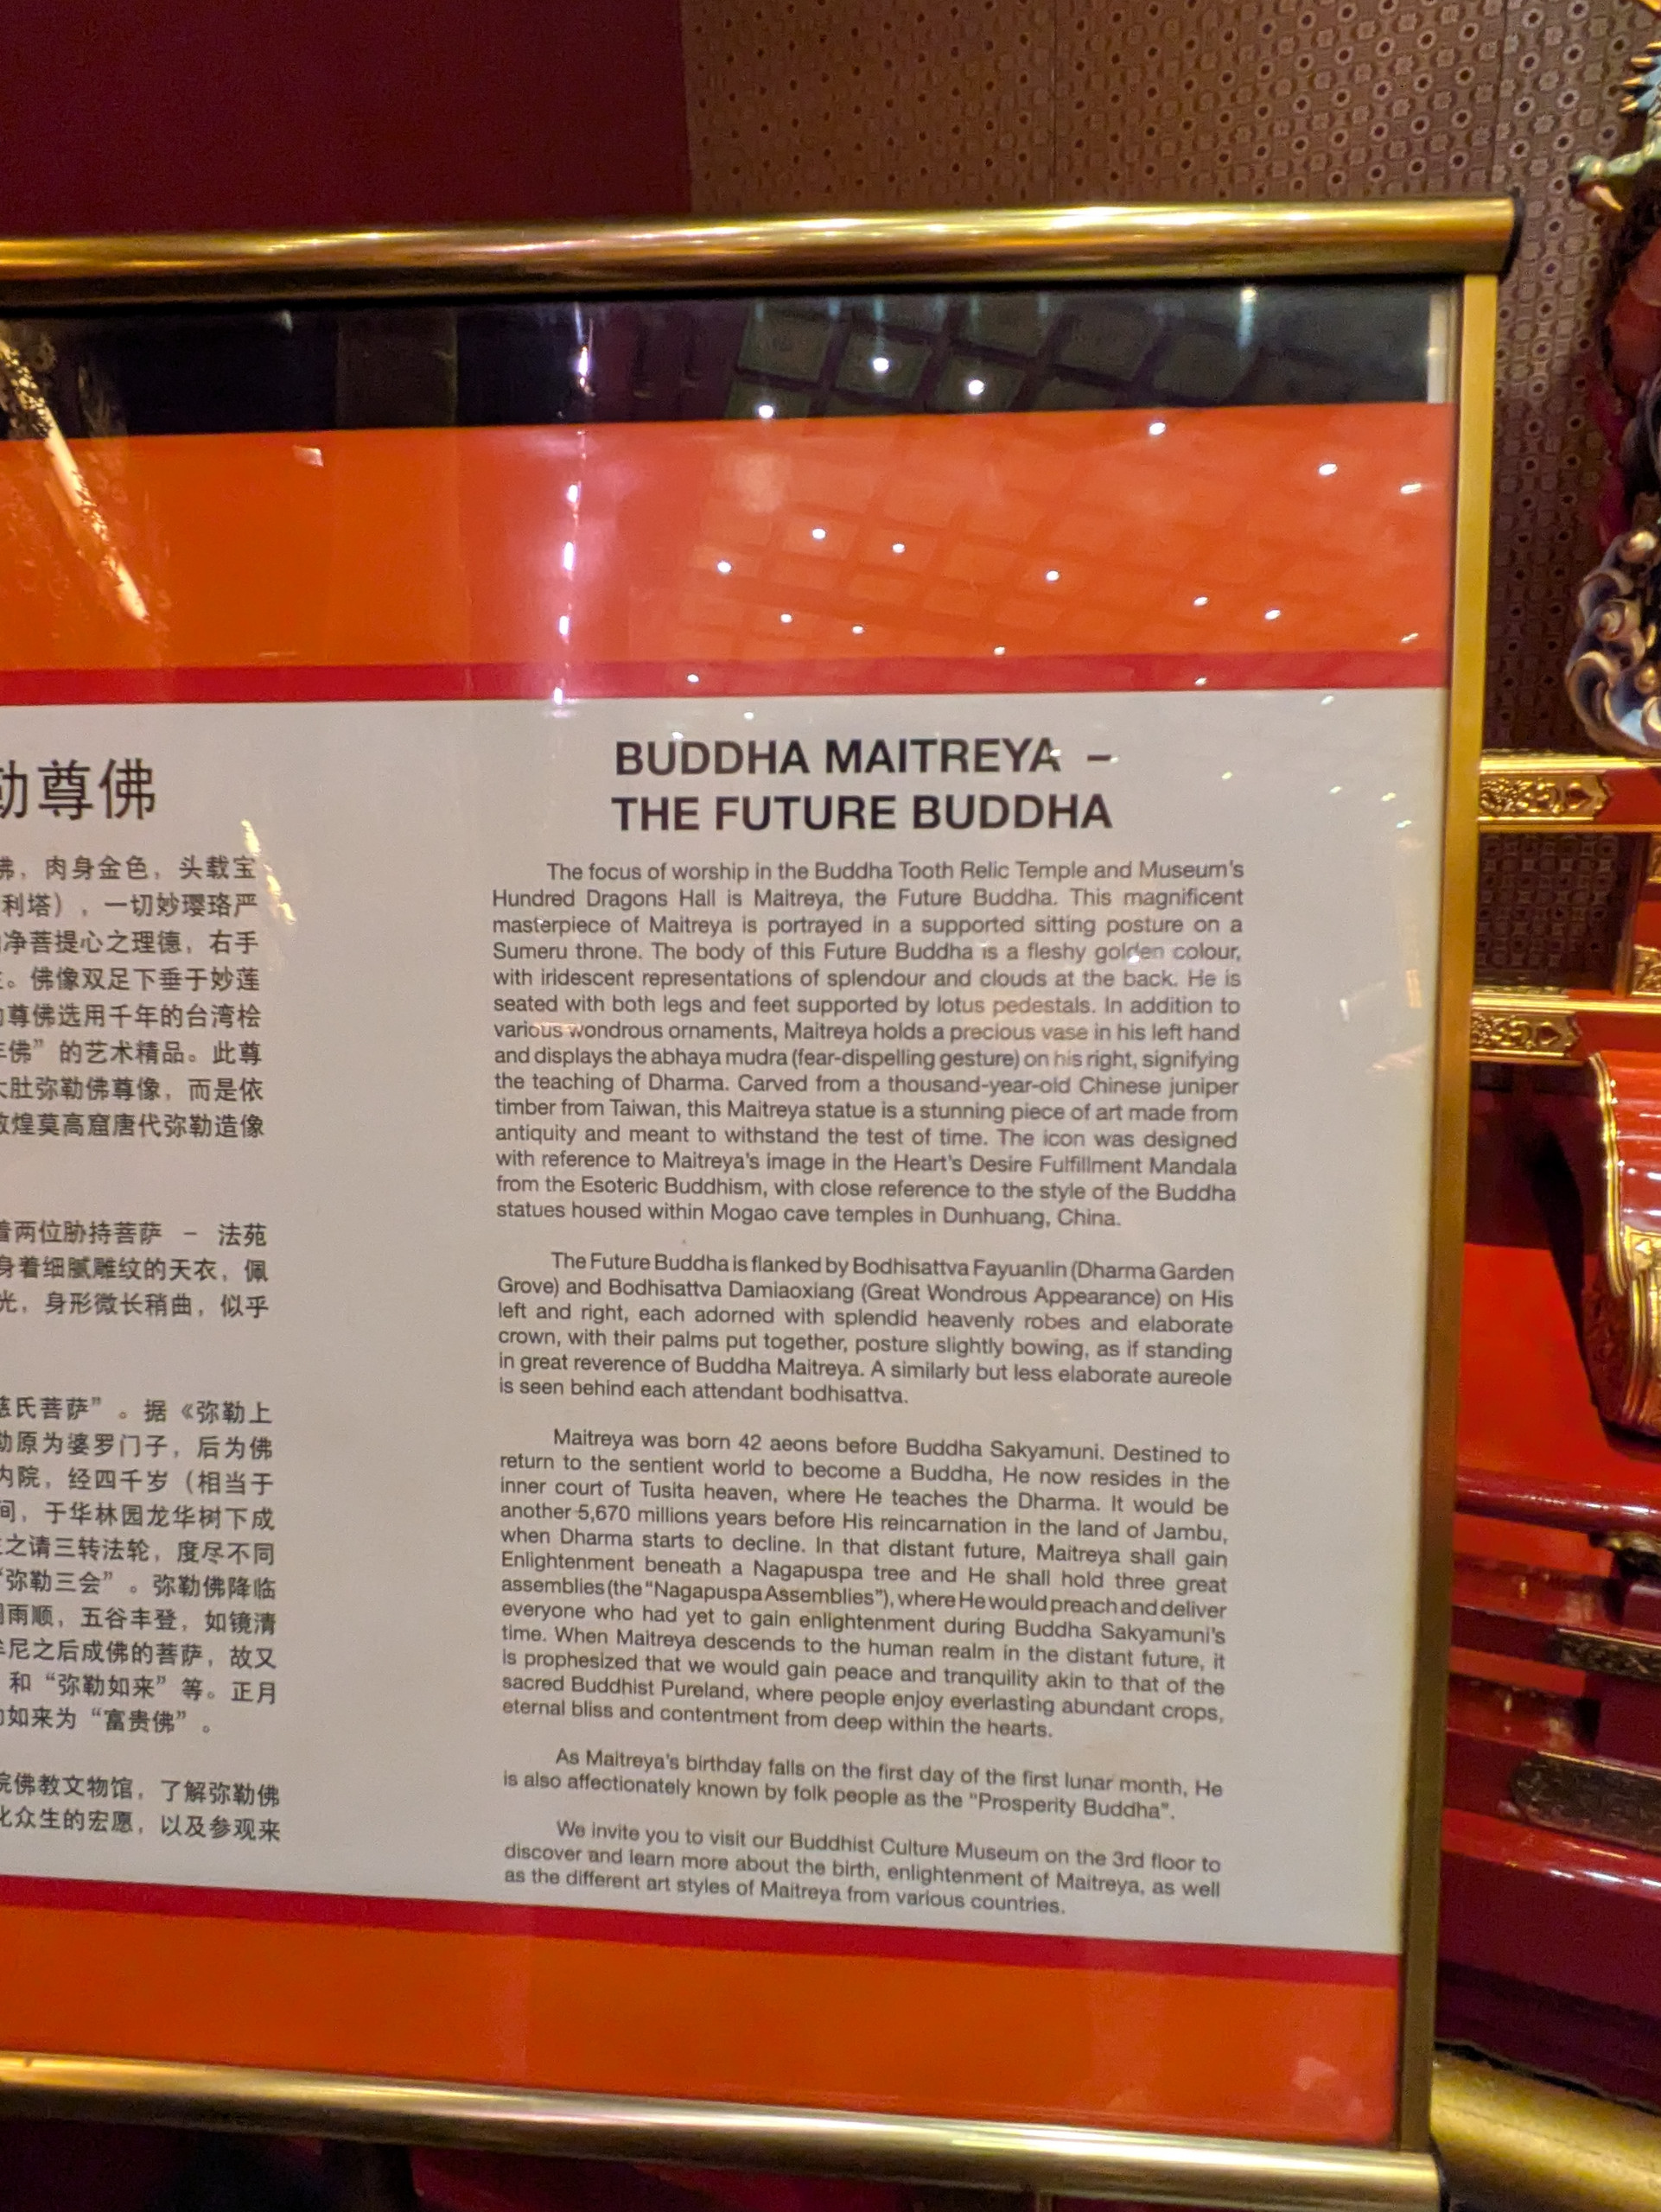 勒尊佛
佛，肉身金色，头载宝
利塔），一切妙璎珞严
净菩提心之理德，右手
。佛像双足下垂于妙莲
尊佛选用千年的台湾桧
年佛”的艺术精品。此尊
大肚弥勒佛尊像，而是依
敦煌莫高窟唐代弥勒造像
着两位胁持菩萨 － 法苑
身着细腻雕纹的天衣，佩
光，身形微长稍曲，似乎
慈氏菩萨”。据《弥勒上
勒原为婆罗门子，后为佛
内院，经四千岁（相当于
间，于华林园龙华树下成
之请三转法轮，度尽不同
“弥勒三会”。弥勒佛降临
雨顺，五谷丰登，如镜清
牟尼之后成佛的菩萨，故又
和“弥勒如来”等。正月
如来为“富贵佛”。
院佛教文物馆，了解弥勒佛
化众生的宏愿，以及参观来
BUDDHA MAITREYA –
THE FUTURE BUDDHA
The focus of worship in the Buddha Tooth Relic Temple and Museum's
Hundred Dragons Hall is Maitreya, the Future Buddha. This magnificent
masterpiece of Maitreya is portrayed in a supported sitting posture on a
Sumeru throne. The body of this Future Buddha is a fleshy golden colour,
with iridescent representations of splendour and clouds at the back. He is
seated with both legs and feet supported by lotus pedestals. In addition to
various wondrous ornaments, Maitreya holds a precious vase in his left hand
and displays the abhaya mudra (fear-dispelling gesture) on his right, signifying
the teaching of Dharma. Carved from a thousand-year-old Chinese juniper
timber from Taiwan, this Maitreya statue is a stunning piece of art made from
antiquity and meant to withstand the test of time. The icon was designed
with reference to Maitreya's image in the Heart's Desire Fulfillment Mandala
from the Esoteric Buddhism, with close reference to the style of the Buddha
statues housed within Mogao cave temples in Dunhuang, China.
The Future Buddha is flanked by Bodhisattva Fayuanlin (Dharma Garden
Grove) and Bodhisattva Damiaoxiang (Great Wondrous Appearance) on His
left and right, each adorned with splendid heavenly robes and elaborate
crown, with their palms put together, posture slightly bowing, as if standing
in great reverence of Buddha Maitreya. A similarly but less elaborate aureole
is seen behind each attendant bodhisattva.
Maitreya was born 42 aeons before Buddha Sakyamuni. Destined to
return to the sentient world to become a Buddha, He now resides in the
inner court of Tusita heaven, where He teaches the Dharma. It would be
another 5,670 millions years before His reincarnation in the land of Jambu,
when Dharma starts to decline. In that distant future, Maitreya shall gain
Enlightenment beneath a Nagapuspa tree and He shall hold three great
assemblies (the “Nagapuspa Assemblies”), where He would preach and deliver
everyone who had yet to gain enlightenment during Buddha Sakyamuni's
time. When Maitreya descends to the human realm in the distant future, it
is prophesized that we would gain peace and tranquility akin to that of the
sacred Buddhist Pureland, where people enjoy everlasting abundant crops,
eternal bliss and contentment from deep within the hearts.
As Maitreya's birthday falls on the first day of the first lunar month, He
is also affectionately known by folk people as the “Prosperity Buddha”.
We invite you to visit our Buddhist Culture Museum on the 3rd floor to
discover and learn more about the birth, enlightenment of Maitreya, as well
as the different art styles of Maitreya from various countries.